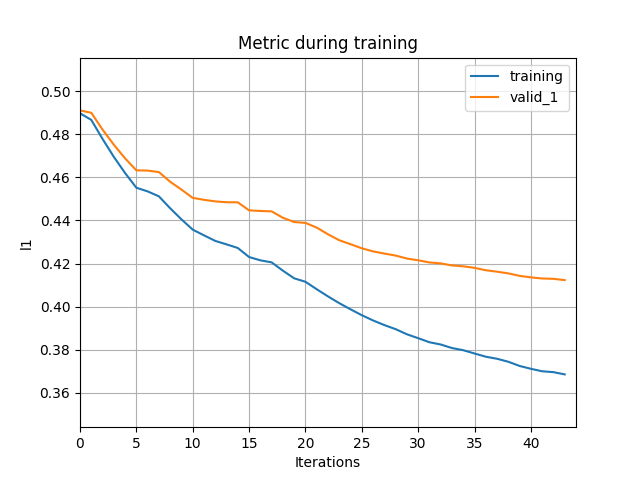 Metric during training
training
valid_1
0.50
0.48
0.46
0.44
0.42
0.40
0.38
0.36
l1
0 5 10 15 20 25 30 35 40
Iterations